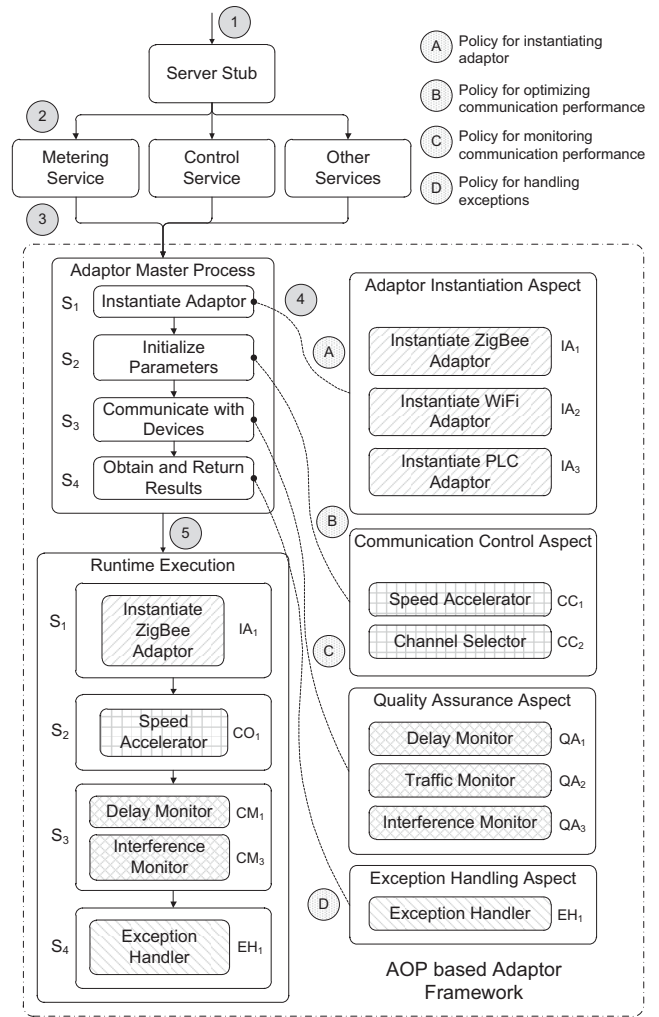 1
Server Stub
2
Metering
Service
Control
Service
Other
Services
3
A
Policy for instantiating
adaptor
B
Policy for optimizing
communication performance
C
Policy for monitoring
communication performance
D
Policy for handling
exceptions
Adaptor Master Process
S1
Instantiate Adaptor
S2
Initialize
Parameters
S3
Communicate with
Devices
S4
Obtain and Return
Results
4
A
B
C
D
Adaptor Instantiation Aspect
Instantiate ZigBee
Adaptor
IA1
Instantiate WiFi
Adaptor
IA2
Instantiate PLC
Adaptor
IA3
Communication Control Aspect
Speed Accelerator
CC1
Channel Selector
CC2
Quality Assurance Aspect
Delay Monitor
QA1
Traffic Monitor
QA2
Interference Monitor
QA3
Exception Handling Aspect
Exception Handler
EH1
5
Runtime Execution
S1
Instantiate
ZigBee
Adaptor
IA1
S2
Speed
Accelerator
CO1
S3
Delay Monitor
CM1
Interference
Monitor
CM3
S4
Exception
Handler
EH1
AOP based Adaptor
Framework